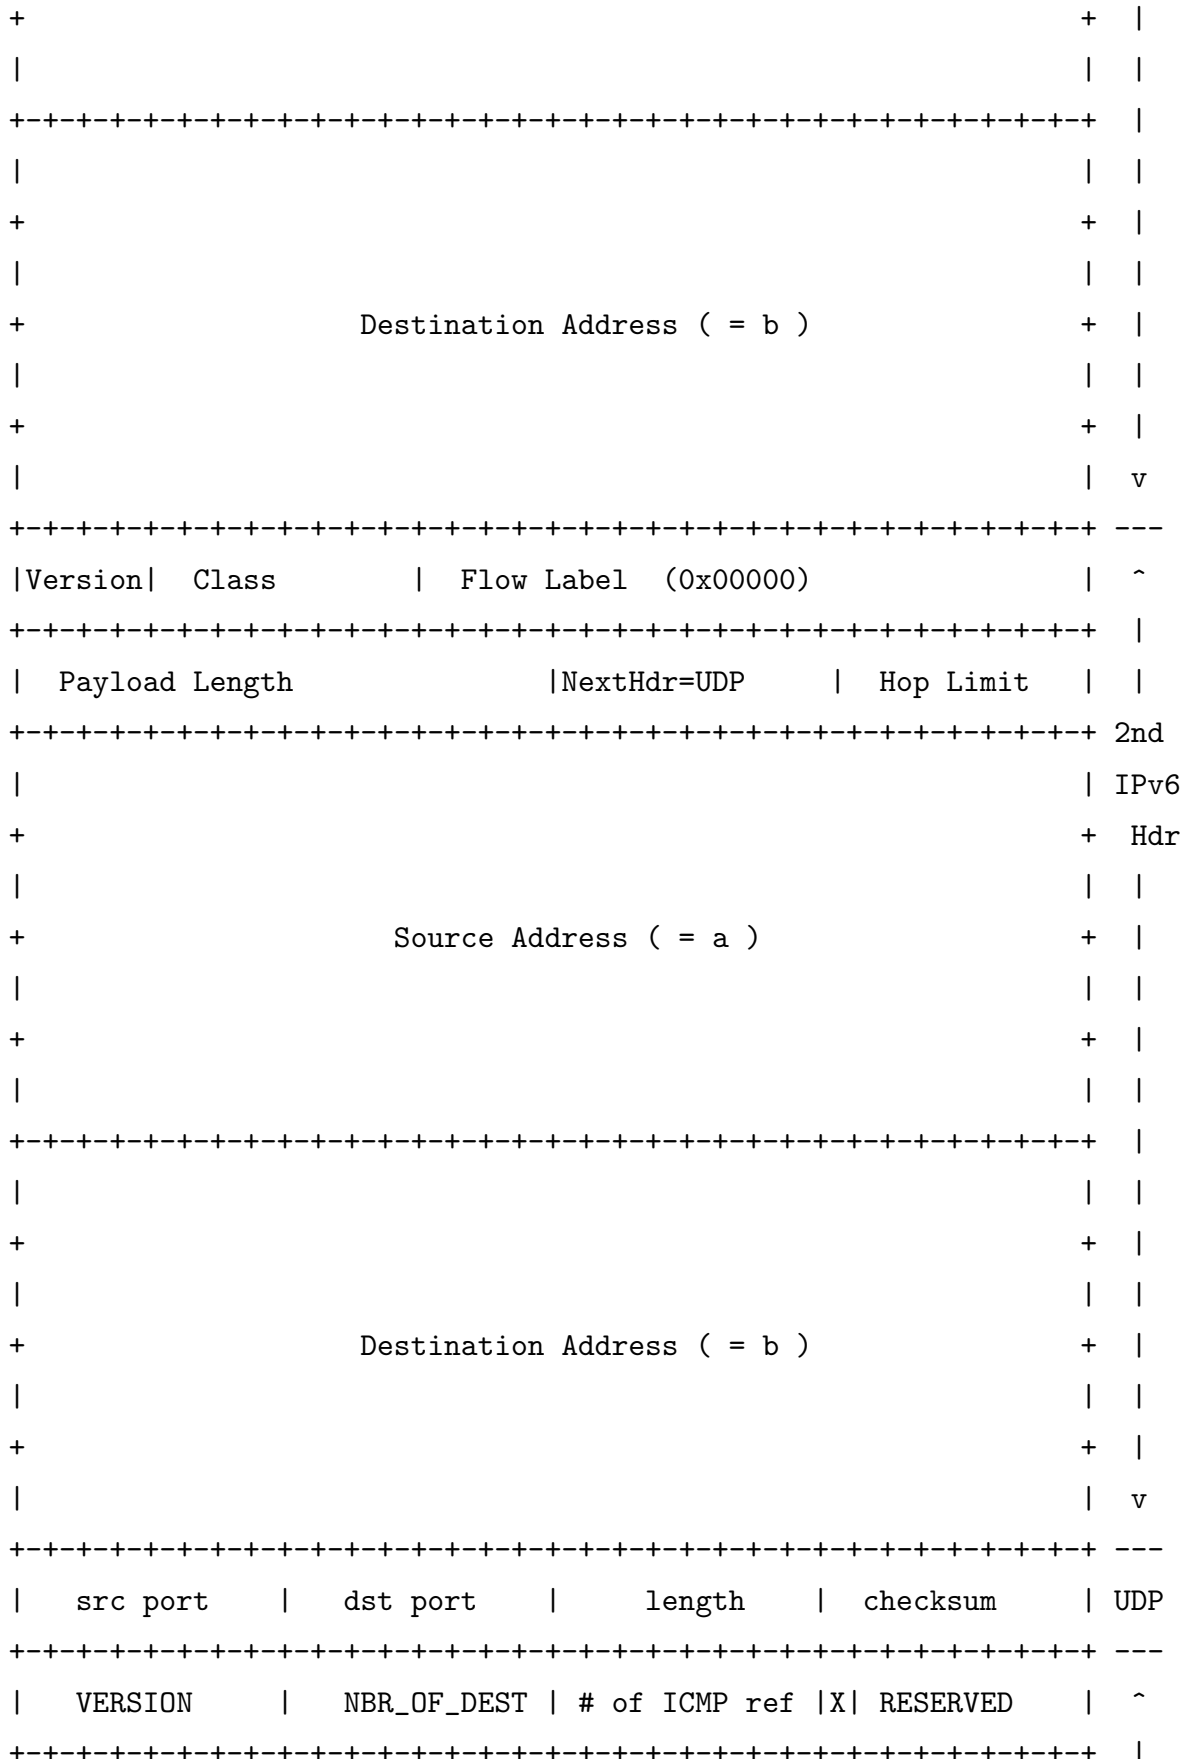 +                                                               +  |
|                                                               |  |
+-+-+-+-+-+-+-+-+-+-+-+-+-+-+-+-+-+-+-+-+-+-+-+-+-+-+-+-+-+-+-+-+  |
|                                                               |  |
+                                                               +  |
|                                                               |  |
+                    Destination Address ( = b )                +  |
|                                                               |  |
+                                                               +  |
|                                                               |  v
+-+-+-+-+-+-+-+-+-+-+-+-+-+-+-+-+-+-+-+-+-+-+-+-+-+-+-+-+-+-+-+-+ ---
|Version|  Class        |  Flow Label  (0x00000)                |  ^
+-+-+-+-+-+-+-+-+-+-+-+-+-+-+-+-+-+-+-+-+-+-+-+-+-+-+-+-+-+-+-+-+  |
|  Payload Length               |NextHdr=UDP     |  Hop Limit   |  |
+-+-+-+-+-+-+-+-+-+-+-+-+-+-+-+-+-+-+-+-+-+-+-+-+-+-+-+-+-+-+-+-+ 2nd
|                                                               | IPv6
+                                                               +  Hdr
|                                                               |  |
+                      Source Address ( = a )                   +  |
|                                                               |  |
+                                                               +  |
|                                                               |  |
+-+-+-+-+-+-+-+-+-+-+-+-+-+-+-+-+-+-+-+-+-+-+-+-+-+-+-+-+-+-+-+-+  |
|                                                               |  |
+                                                               +  |
|                                                               |  |
+                    Destination Address ( = b )                +  |
|                                                               |  |
+                                                               +  |
|                                                               |  v
+-+-+-+-+-+-+-+-+-+-+-+-+-+-+-+-+-+-+-+-+-+-+-+-+-+-+-+-+-+-+-+-+ ---
|   src port    |   dst port    |     length    |  checksum     | UDP
+-+-+-+-+-+-+-+-+-+-+-+-+-+-+-+-+-+-+-+-+-+-+-+-+-+-+-+-+-+-+-+-+ ---
|   VERSION     |   NBR_OF_DEST | # of ICMP ref |X| RESERVED    |  ^
+-+-+-+-+-+-+-+-+-+-+-+-+-+-+-+-+-+-+-+-+-+-+-+-+-+-+-+-+-+-+-+-+  |